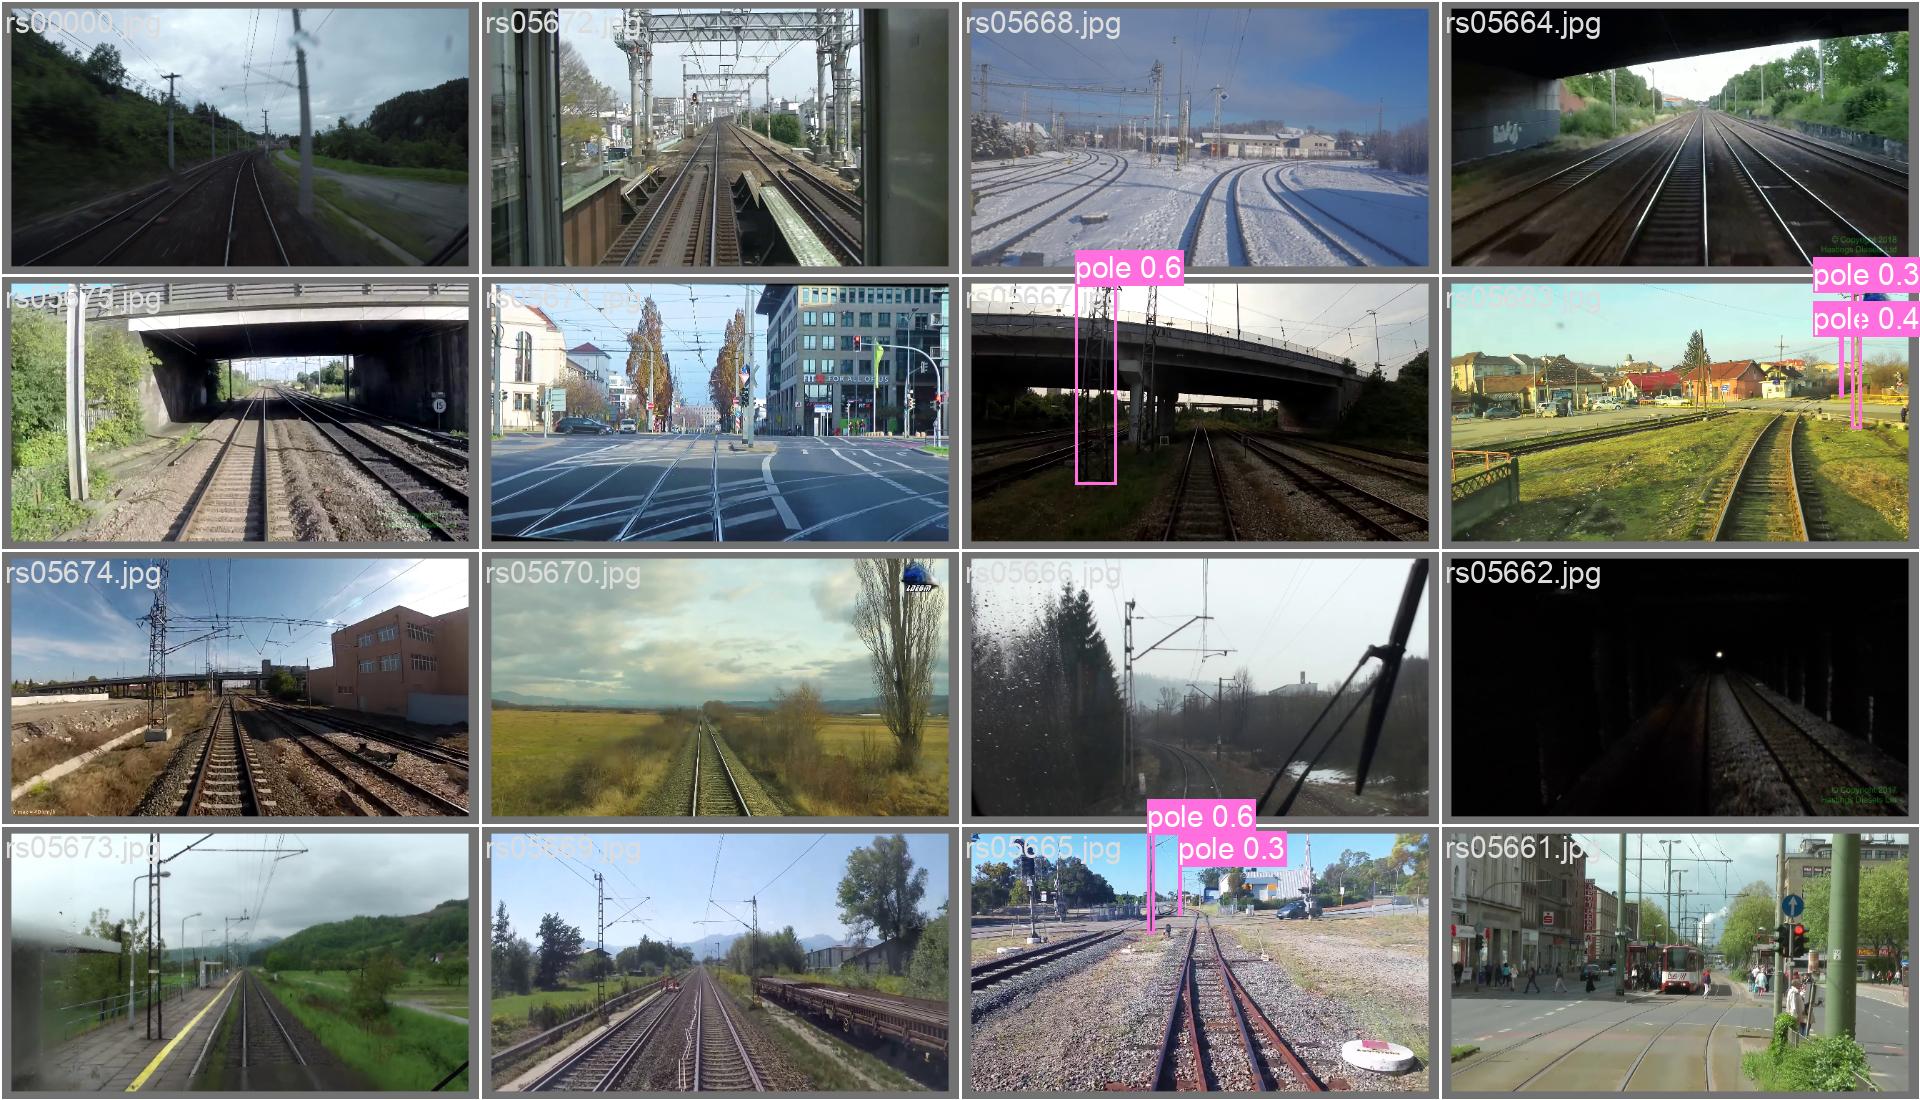 rs00000.jpg
rs05672.jpg
rs05668.jpg
rs05664.jpg
© Copyright 2018
Hastings Diesels Ltd
pole 0.6
pole 0.3
rs05675.jpg
15
rs05671.jpg
FIT FOR ALL OF US
rs05667.jpg
rs05663.jpg
pole 0.4
rs05674.jpg
rs05670.jpg
rs05666.jpg
rs05662.jpg
© Copyright 2017
Hastings Diesels Ltd
pole 0.6
pole 0.3
rs05673.jpg
rs05669.jpg
rs05665.jpg
rs05661.jpg